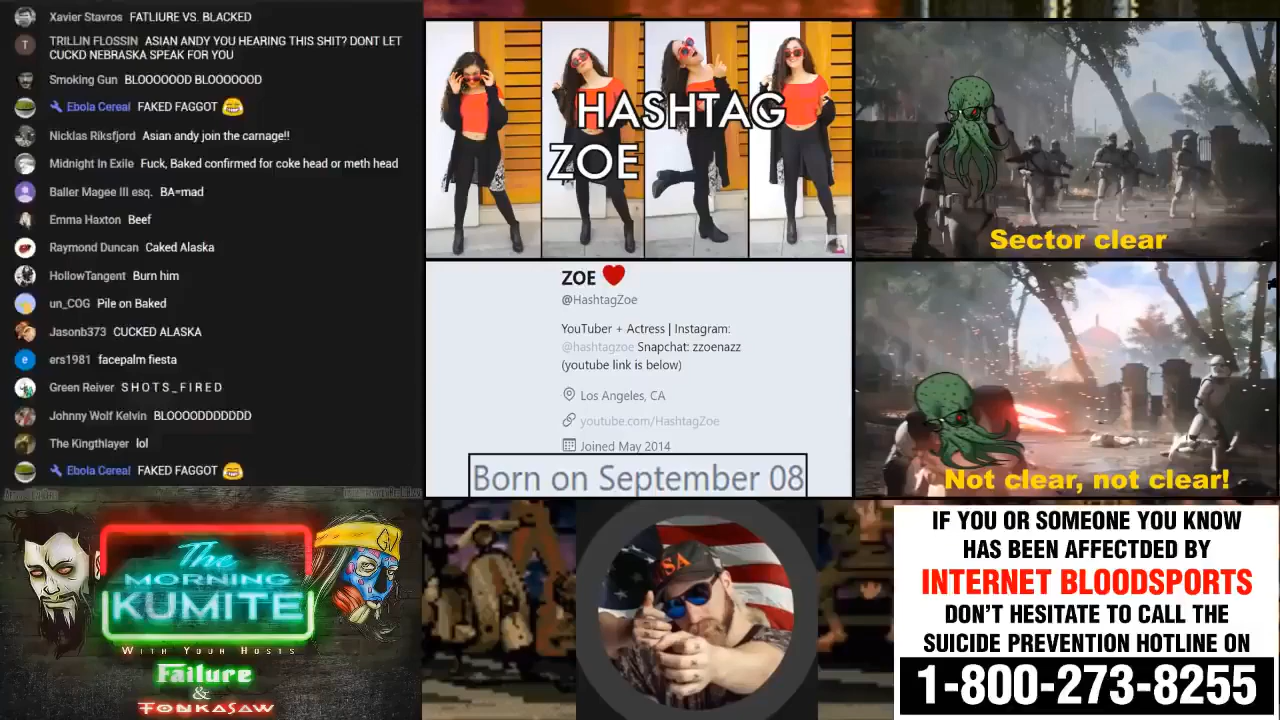 Xavier Stavros FATLIURE VS. BLACKED
TRILLIN FLOSSIN ASIAN ANDY YOU HEARING THIS SHIT? DONT LET
CUCKO DEBRASKA SPEAK FOR YOU
Smoking Gun BLOOOOOOD BLOOOOOOD
Ebola Cereal FAKED FAGGOT
Nicklas Riksfjord Asian andy join the carnage!!
Midnight In Exile Fuck, Baked confirmed for coke head or meth head
Baller Magee III esq. BA=mad
Emma Haxton Beef
Raymond Duncan Caked Alaska
HollowTangent Burn him
un_COG Pile on Baked
Jasonb373 CUCKED ALASKA
ers1981 facepalm fiesta
Green Reiver S H O T S _ F I R E D
Johnny Wolf Kelvin BLOOOODDDDDDD
The Kingthlayer lol
Ebola Cereal FAKED FAGGOT
HASHTAG
ZOE
Sector clear
ZOE
@HashtagZoe
YouTuber + Actress | Instagram:
@hashtagzoe Snapchat: zzoenazz
(youtube link is below)
Los Angeles, CA
youtube.com/HashtagZoe
Joined May 2014
Born on September 08
Not clear, not clear!
The
MORNING
KUMITE
WITH YOUR HOSTS
Failure
&
TONKASAW
SA
IF YOU OR SOMEONE YOU KNOW
HAS BEEN AFFECTDED BY
INTERNET BLOODSPORTS
DON'T HESITATE TO CALL THE
SUICIDE PREVENTION HOTLINE ON
1-800-273-8255